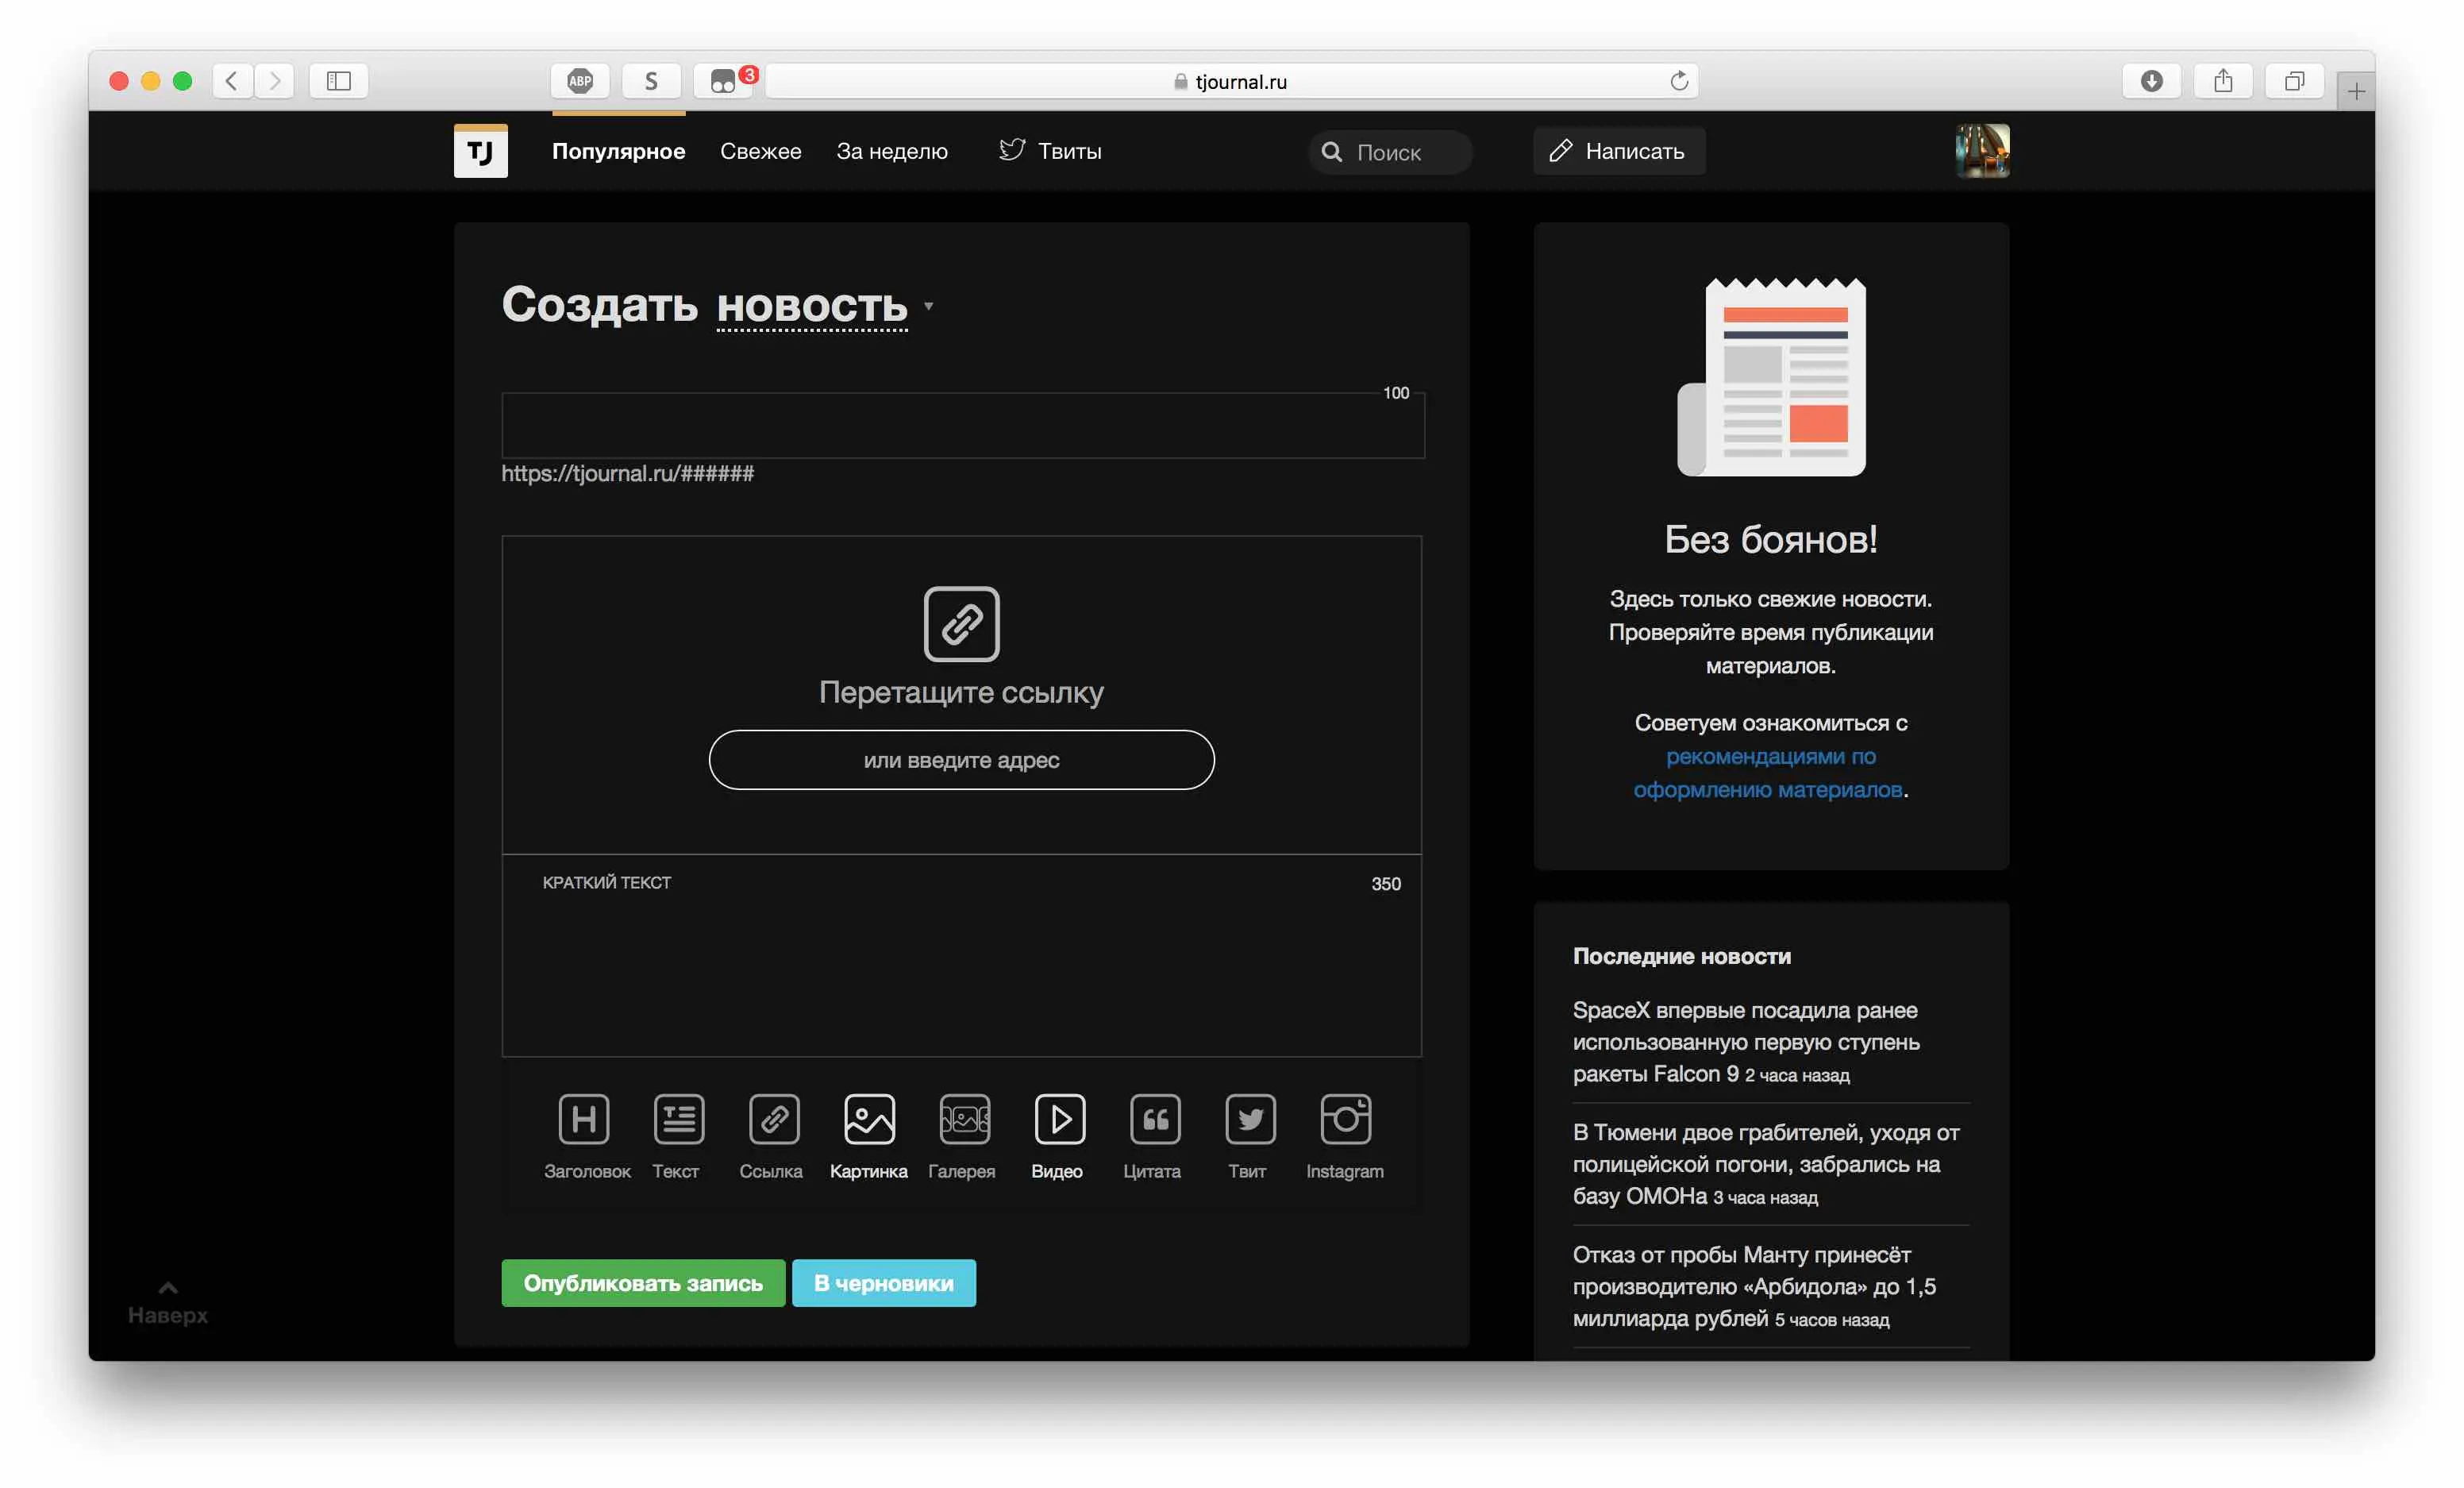 ABP
S
3
tjournal.ru
TJ
Популярное
Свежее
За неделю
Твиты
Поиск
Написать
Создать новость
100
https://tjournal.ru/######
Перетащите ссылку
или введите адрес
КРАТКИЙ ТЕКСТ
350
Заголовок
Текст
Ссылка
Картинка
Галерея
Видео
Цитата
Твит
Instagram
Опубликовать запись
В черновики
Наверх
Без боянов!
Здесь только свежие новости.
Проверяйте время публикации
материалов.
Советуем ознакомиться с
рекомендациями по
оформлению материалов.
Последние новости
SpaceX впервые посадила ранее
использованную первую ступень
ракеты Falcon 9 2 часа назад
В Тюмени двое грабителей, уходя от
полицейской погони, забрались на
базу ОМОНа 3 часа назад
Отказ от пробы Манту принесёт
производителю «Арбидола» до 1,5
миллиарда рублей 5 часов назад